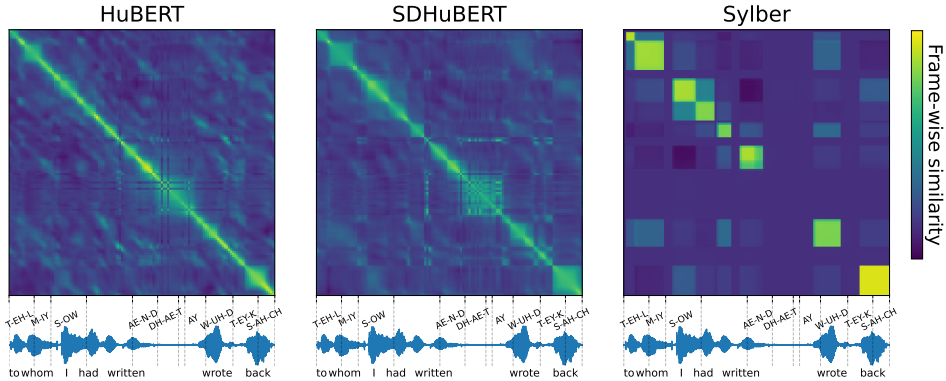 HuBERT SDHuBERT Sylber
Frame-wise similarity
T-EH-L M-IY S-OW AE-N-D DH-AE-T AY W-UH-D T-EY-K S-AH-CH
T-EH-L M-IY S-OW AE-N-D DH-AE-T AY W-UH-D T-EY-K S-AH-CH
T-EH-L M-IY S-OW AE-N-D DH-AE-T AY W-UH-D T-EY-K S-AH-CH
to whom I had written wrote back
to whom I had written wrote back
to whom I had written wrote back